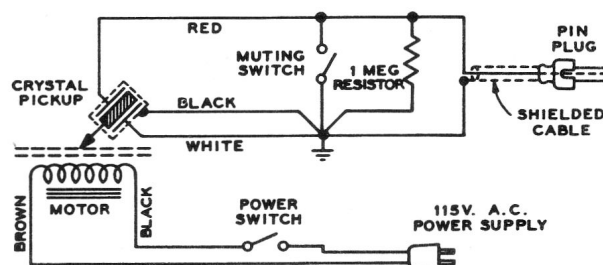 RED
PIN
PLUG
MUTING
SWITCH
1 MEG
RESISTOR
CRYSTAL
PICKUP
BLACK
SHIELDED
CABLE
WHITE
BROWN
MOTOR
BLACK
POWER
SWITCH
115V. A.C.
POWER SUPPLY